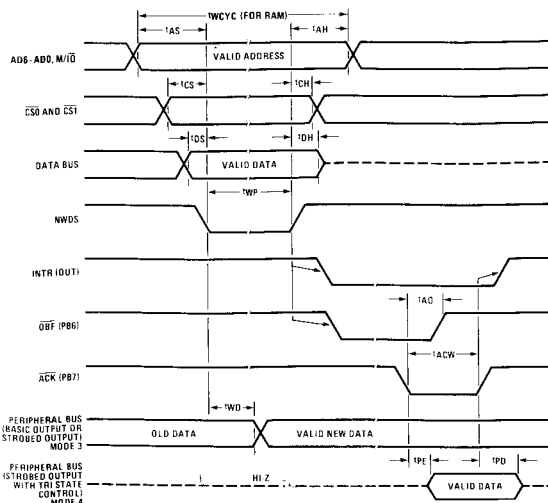 tWCYC (FOR RAM)
tAS
tAH
AD6-AD0, M/IO
VALID ADDRESS
tCS
tCH
CS0 AND CS1
tDS
tDH
DATA BUS
VALID DATA
tWP
NWDS
INTR (OUT)
tAO
OBF (PB6)
tACW
ACK (PB7)
tWD
PERIPHERAL BUS
(BASIC OUTPUT OR
STROBED OUTPUT)
MODE 3
OLD DATA
VALID NEW DATA
tPE
tPD
PERIPHERAL BUS
(STROBED OUTPUT
WITH TRI STATE
CONTROL)
MODE 4
HI-Z
VALID DATA